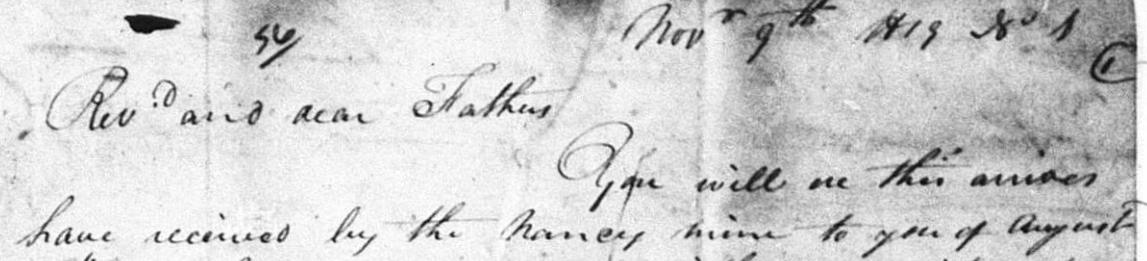 56/
Novr 9th 1819 No 1
Revd and dear Fathers
You will ere this arrives
have received by the Nancy mine to you of August